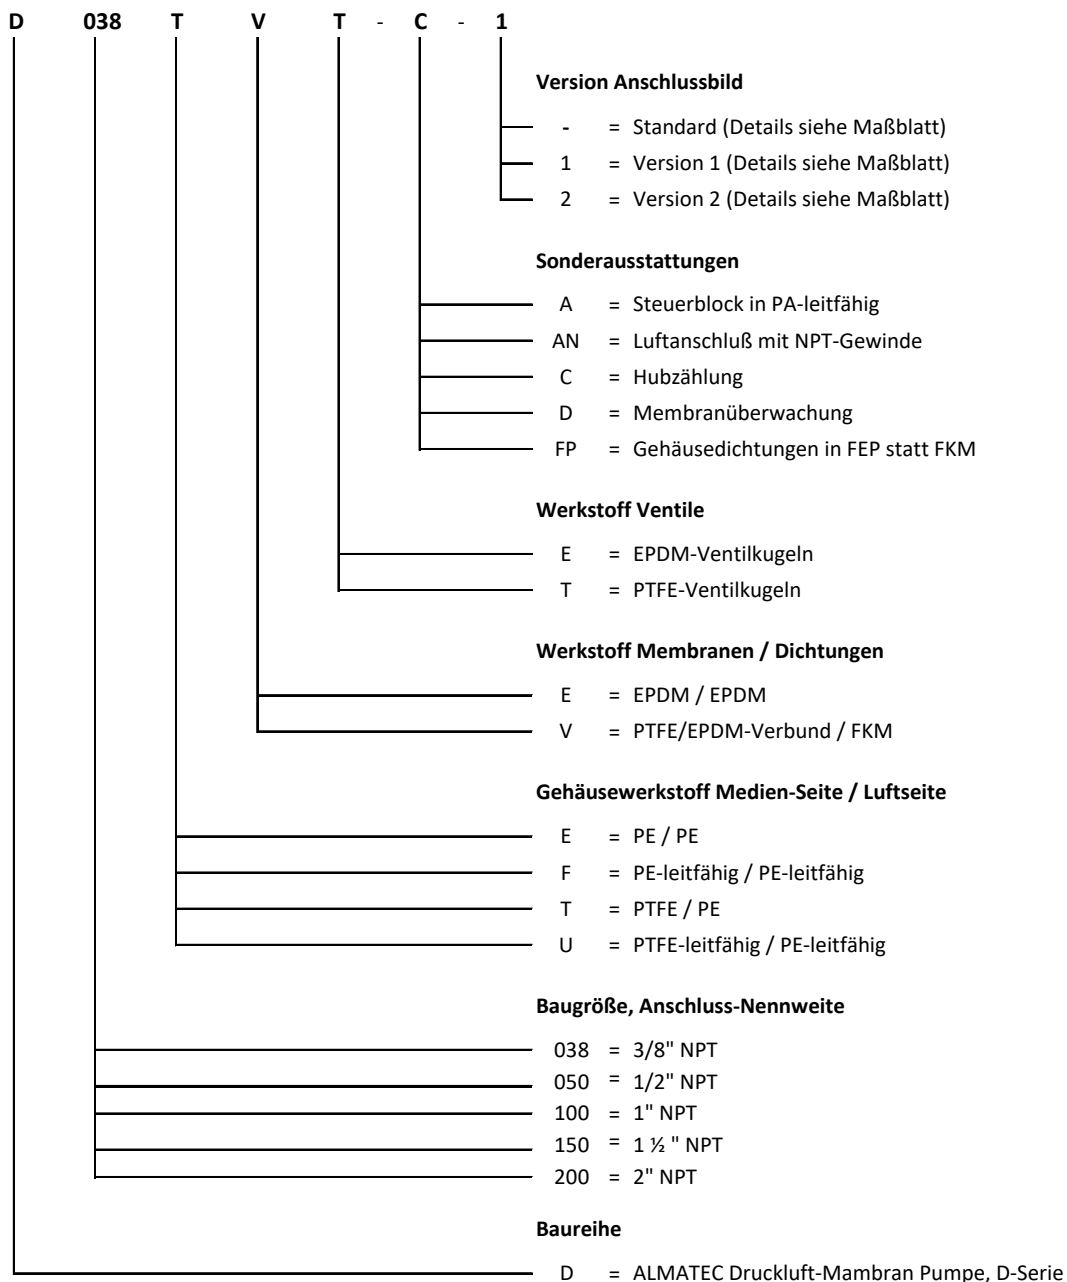 D 038 T V T - C - 1
Version Anschlussbild
- = Standard (Details siehe Maßblatt)
1 = Version 1 (Details siehe Maßblatt)
2 = Version 2 (Details siehe Maßblatt)
Sonderausstattungen
A = Steuerblock in PA-leitfähig
AN = Luftanschluß mit NPT-Gewinde
C = Hubzählung
D = Membranüberwachung
FP = Gehäusedichtungen in FEP statt FKM
Werkstoff Ventile
E = EPDM-Ventilkugeln
T = PTFE-Ventilkugeln
Werkstoff Membranen / Dichtungen
E = EPDM / EPDM
V = PTFE/EPDM-Verbund / FKM
Gehäusewerkstoff Medien-Seite / Luftseite
E = PE / PE
F = PE-leitfähig / PE-leitfähig
T = PTFE / PE
U = PTFE-leitfähig / PE-leitfähig
Baugröße, Anschluss-Nennweite
038 = 3/8" NPT
050 = 1/2" NPT
100 = 1" NPT
150 = 1 ½ " NPT
200 = 2" NPT
Baureihe
D = ALMATEC Druckluft-Mambran Pumpe, D-Serie